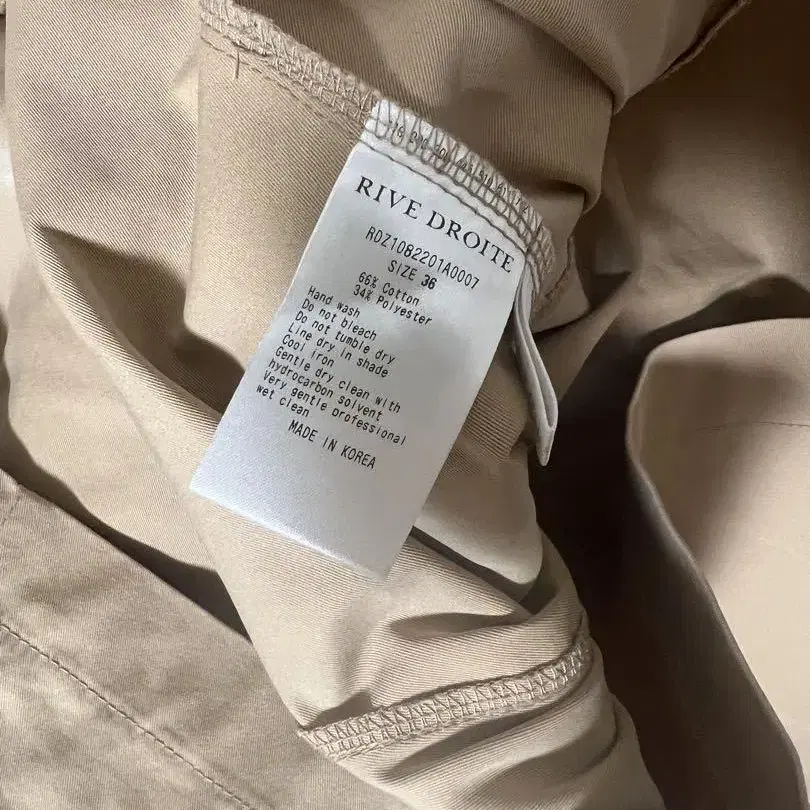 RIVE DROITE
RDZ1082201A0007
SIZE 36
66% Cotton
34% Polyester
Hand wash
Do not bleach
Do not tumble dry
Line dry in shade
Cool iron
Gentle dry clean with
hydrocarbon solvent
Very gentle professional
wet clean
MADE IN KOREA